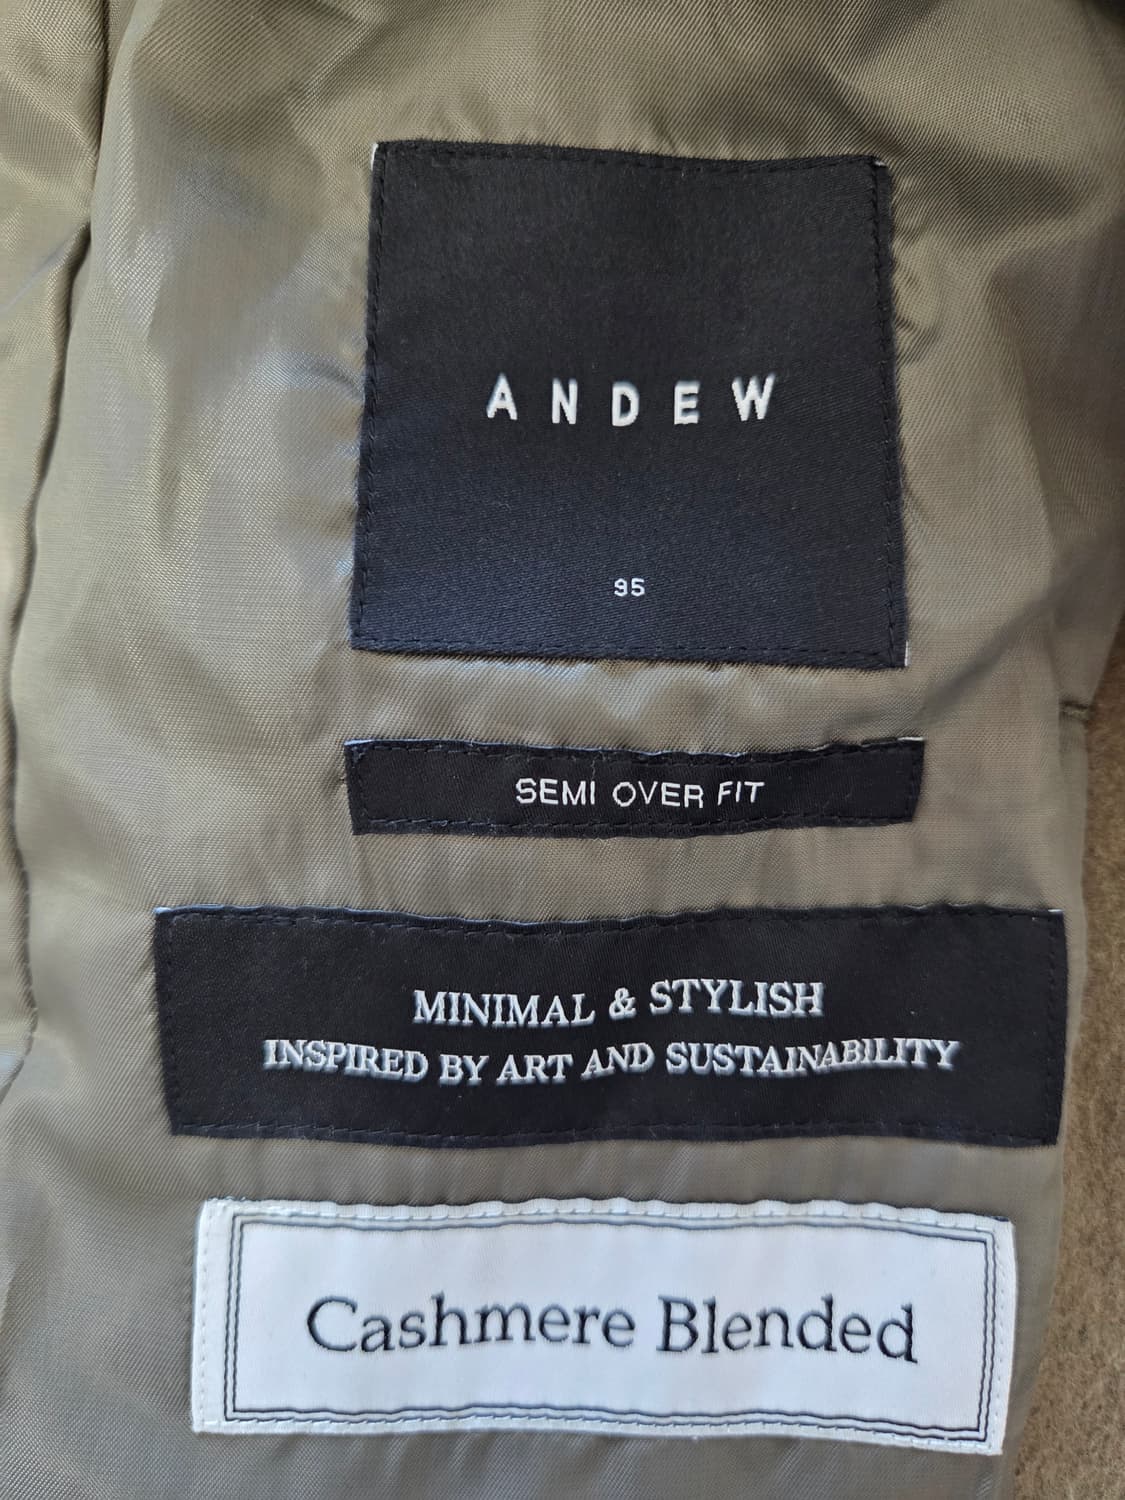 ANDEW
95
SEMI OVER FIT
MINIMAL & STYLISH
INSPIRED BY ART AND SUSTAINABILITY
Cashmere Blended